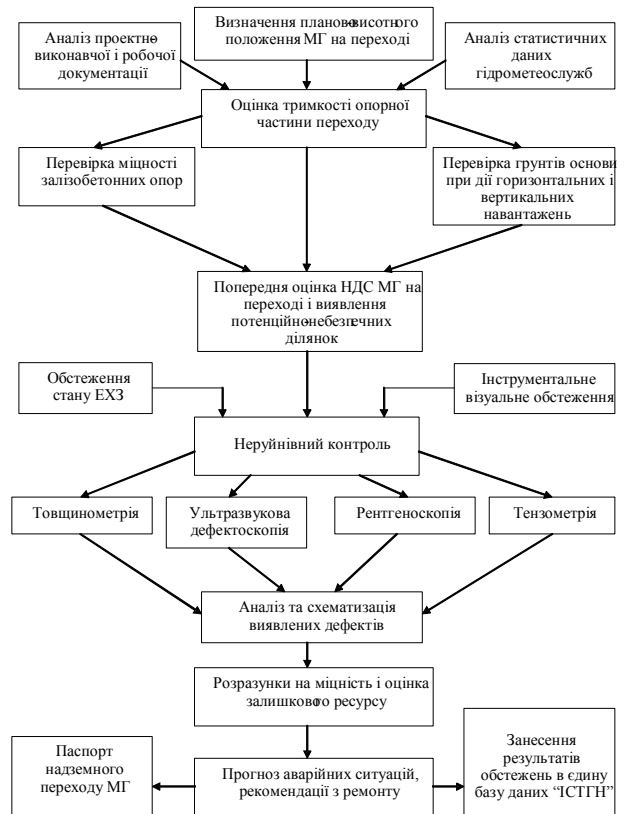 Аналіз проектно-
виконавчої і робочої
документації
Визначення планово-висотного
положення МГ на переході
Аналіз статистичних
даних
гідрометеослужб
Оцінка тримкості опорної
частини переходу
Перевірка міцності
залізобетонних опор
Перевірка ґрунтів основи
при дії горизонтальних і
вертикальних
навантажень
Попередня оцінка НДС МГ на
переході і виявлення
потенційно-небезпечних
ділянок
Обстеження
стану ЕХЗ
Інструментальне
візуальне обстеження
Неруйнівний контроль
Товщинометрія
Ультразвукова
дефектоскопія
Рентгеноскопія
Тензометрія
Аналіз та схематизація
виявлених дефектів
Розразунки на міцність і оцінка
залишкового ресурсу
Паспорт
надземного
переходу МГ
Прогноз аварійних ситуацій,
рекомендації з ремонту
Занесення
результатів
обстежень в єдину
базу даних “ІСТГН”